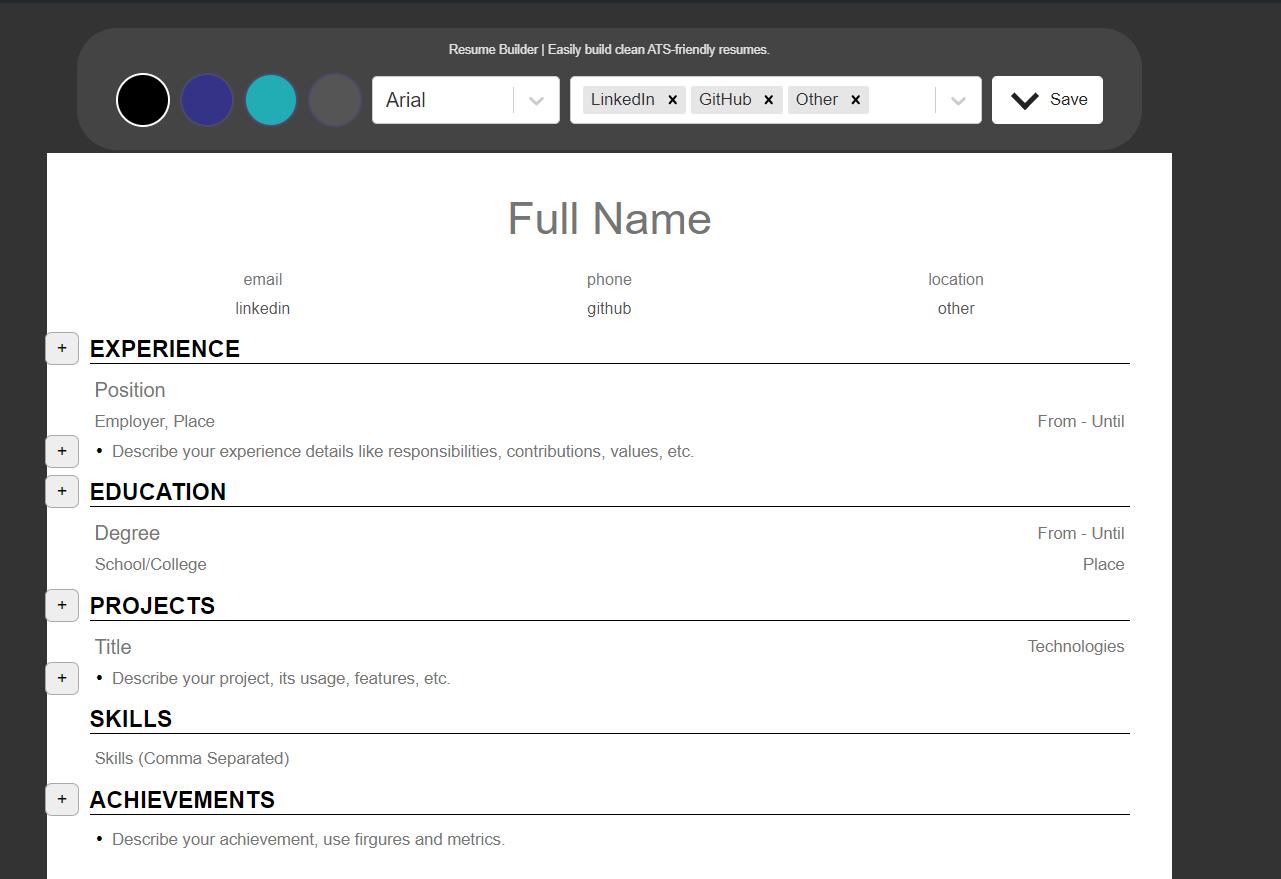 Resume Builder | Easily build clean ATS-friendly resumes.
Arial LinkedIn × GitHub × Other × Save
Full Name
email phone location
linkedin github other
+ EXPERIENCE
Position
Employer, Place From - Until
+ • Describe your experience details like responsibilities, contributions, values, etc.
+ EDUCATION
Degree From - Until
School/College Place
+ PROJECTS
Title Technologies
+ • Describe your project, its usage, features, etc.
SKILLS
Skills (Comma Separated)
+ ACHIEVEMENTS
• Describe your achievement, use firgures and metrics.